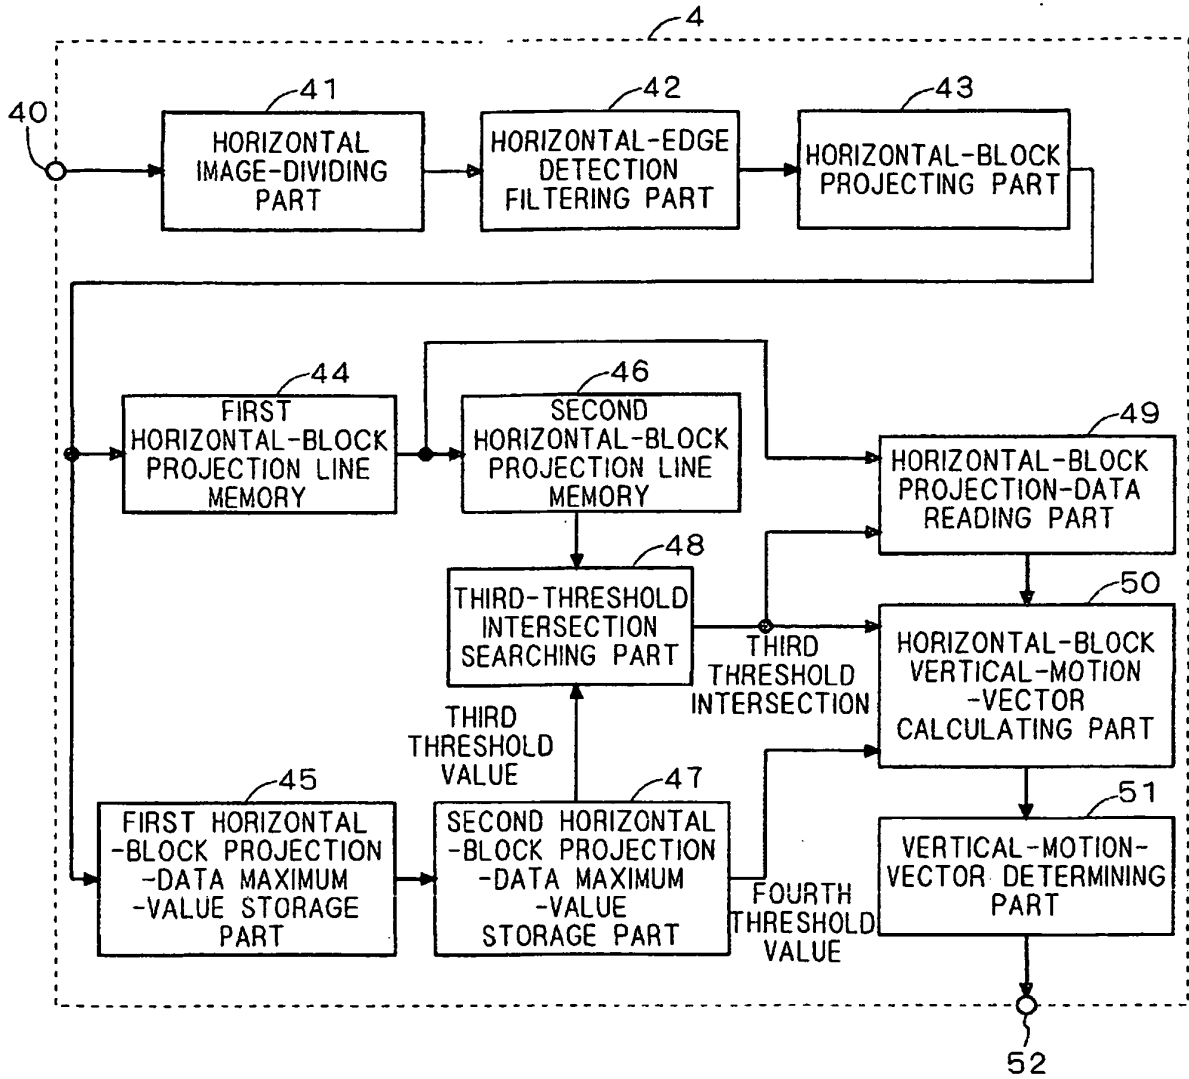 4
40
41
42
43
HORIZONTAL
IMAGE-DIVIDING
PART
HORIZONTAL-EDGE
DETECTION
FILTERING PART
HORIZONTAL-BLOCK
PROJECTING PART
44
46
49
FIRST
HORIZONTAL-BLOCK
PROJECTION LINE
MEMORY
SECOND
HORIZONTAL-BLOCK
PROJECTION LINE
MEMORY
HORIZONTAL-BLOCK
PROJECTION-DATA
READING PART
48
THIRD-THRESHOLD
INTERSECTION
SEARCHING PART
THIRD
THRESHOLD
INTERSECTION
50
HORIZONTAL-BLOCK
VERTICAL-MOTION
-VECTOR
CALCULATING PART
THIRD
THRESHOLD
VALUE
45
47
51
FIRST HORIZONTAL
-BLOCK PROJECTION
-DATA MAXIMUM
-VALUE STORAGE
PART
SECOND HORIZONTAL
-BLOCK PROJECTION
-DATA MAXIMUM
-VALUE
STORAGE PART
FOURTH
THRESHOLD
VALUE
VERTICAL-MOTION-
VECTOR DETERMINING
PART
52